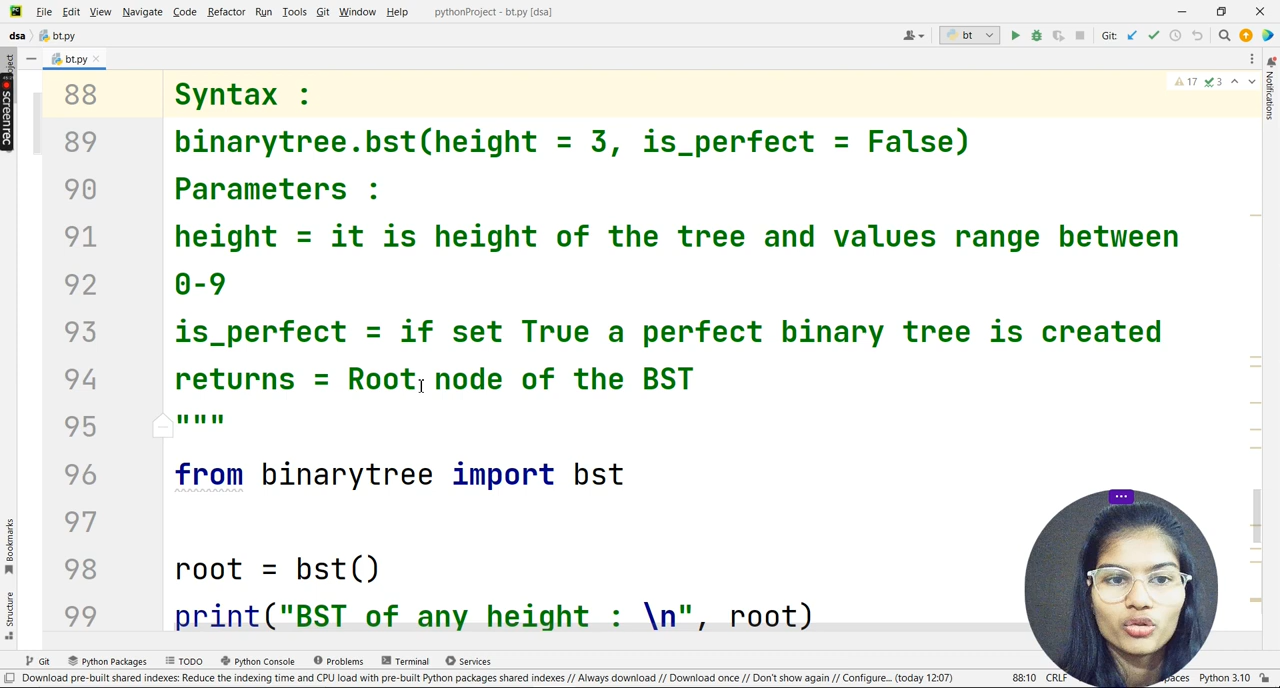 File Edit View Navigate Code Refactor Run Tools Git Window Help pythonProject - bt.py [dsa]
dsa bt.py bt Git:
bt.py
17 3
88 Syntax :
89 binarytree.bst(height = 3, is_perfect = False)
90 Parameters :
91 height = it is height of the tree and values range between
92 0-9
93 is_perfect = if set True a perfect binary tree is created
94 returns = Root node of the BST
95 """
96 from binarytree import bst
97
98 root = bst()
99 print("BST of any height : \n", root)
screenrec
Bookmarks
Structure
Notifications
Git Python Packages TODO Python Console Problems Terminal Services
Download pre-built shared indexes: Reduce the indexing time and CPU load with pre-built Python packages shared indexes // Always download // Download once // Don't show again // Configure... (today 12:07) 88:10 CRLF Python 3.10